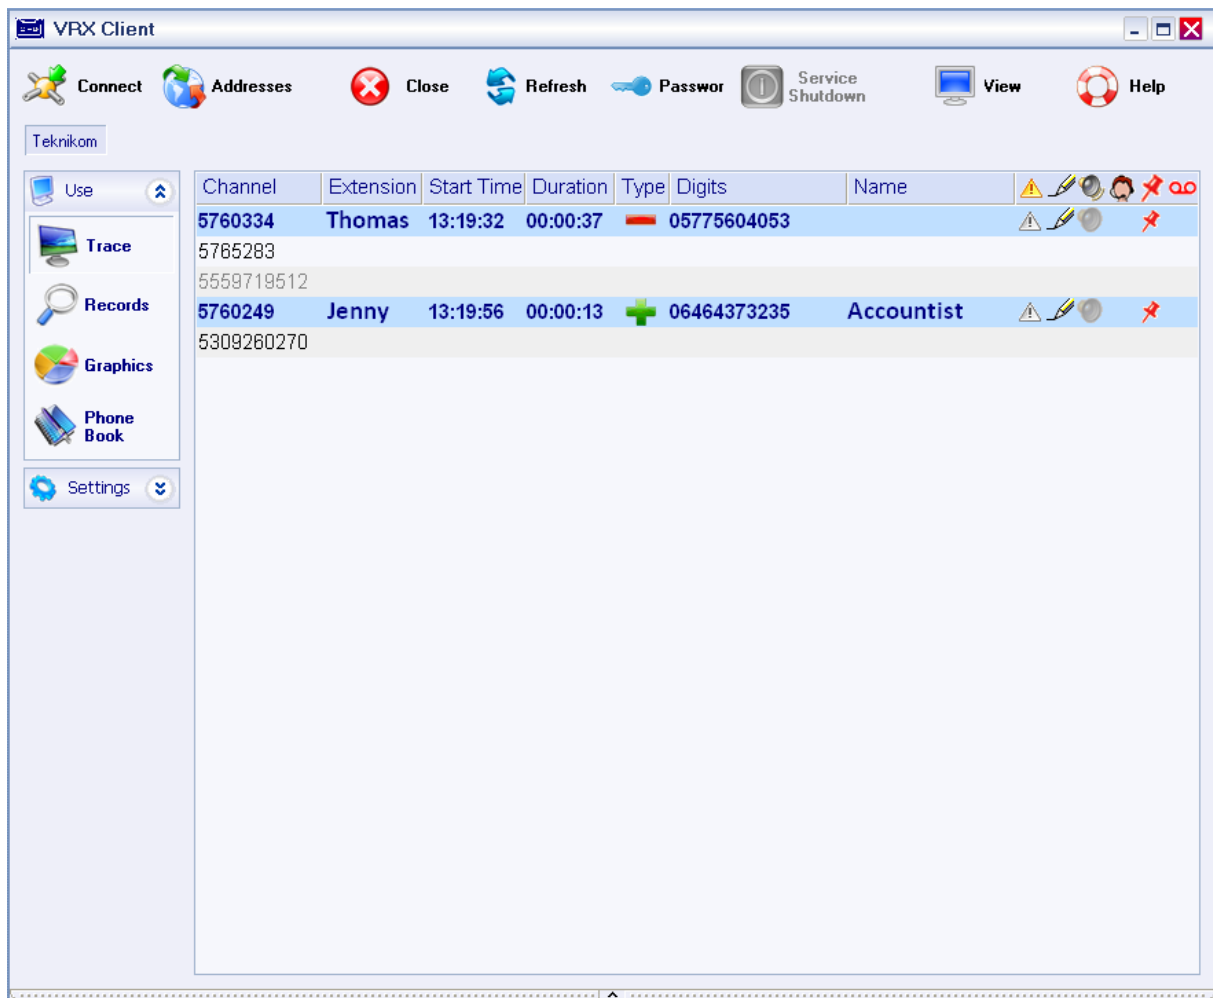 VRX Client
Connect Addresses Close Refresh Passwor Service Shutdown View Help
Teknikom
Use
Trace
Records
Graphics
Phone
Book
Settings
Channel Extension Start Time Duration Type Digits Name
5760334 Thomas 13:19:32 00:00:37 05775604053
5765283
5559719512
5760249 Jenny 13:19:56 00:00:13 06464373235 Accountist
5309260270